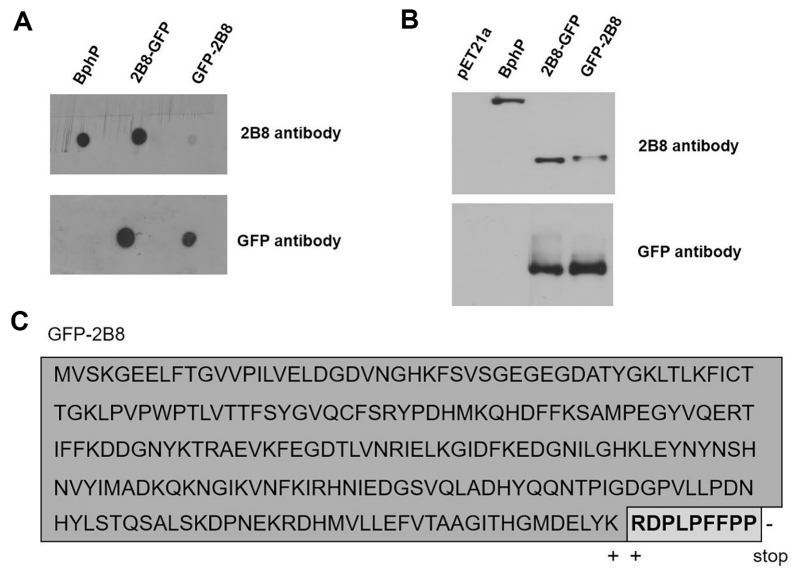 A
BphP
2B8-GFP
GFP-2B8
2B8 antibody
GFP antibody
B
pET21a
BphP
2B8-GFP
GFP-2B8
2B8 antibody
GFP antibody
C
GFP-2B8
MVSKGEELFTGVVPILVELDGDVNGHKFSVSGEGEGDATYGKLTLKFICT
TGKLPVPWPTLVTTFSYGVQCFSRYPDHMKQHDFFKSAMPEGYVQERT
IFFKDDGNYKTRAEVKFEGDTLVNRIELKGIDFKEDGNILGHKLEYNYNSH
NVYIMADKQKNGIKVNFKIRHNIEDGSVQLADHYQQNTPIGDGPVLLPDN
HYLSTQSALSKDPNEKRDHMVLLEFVTAAGITHGMDELYK RDPLPFFPP -
+ + stop